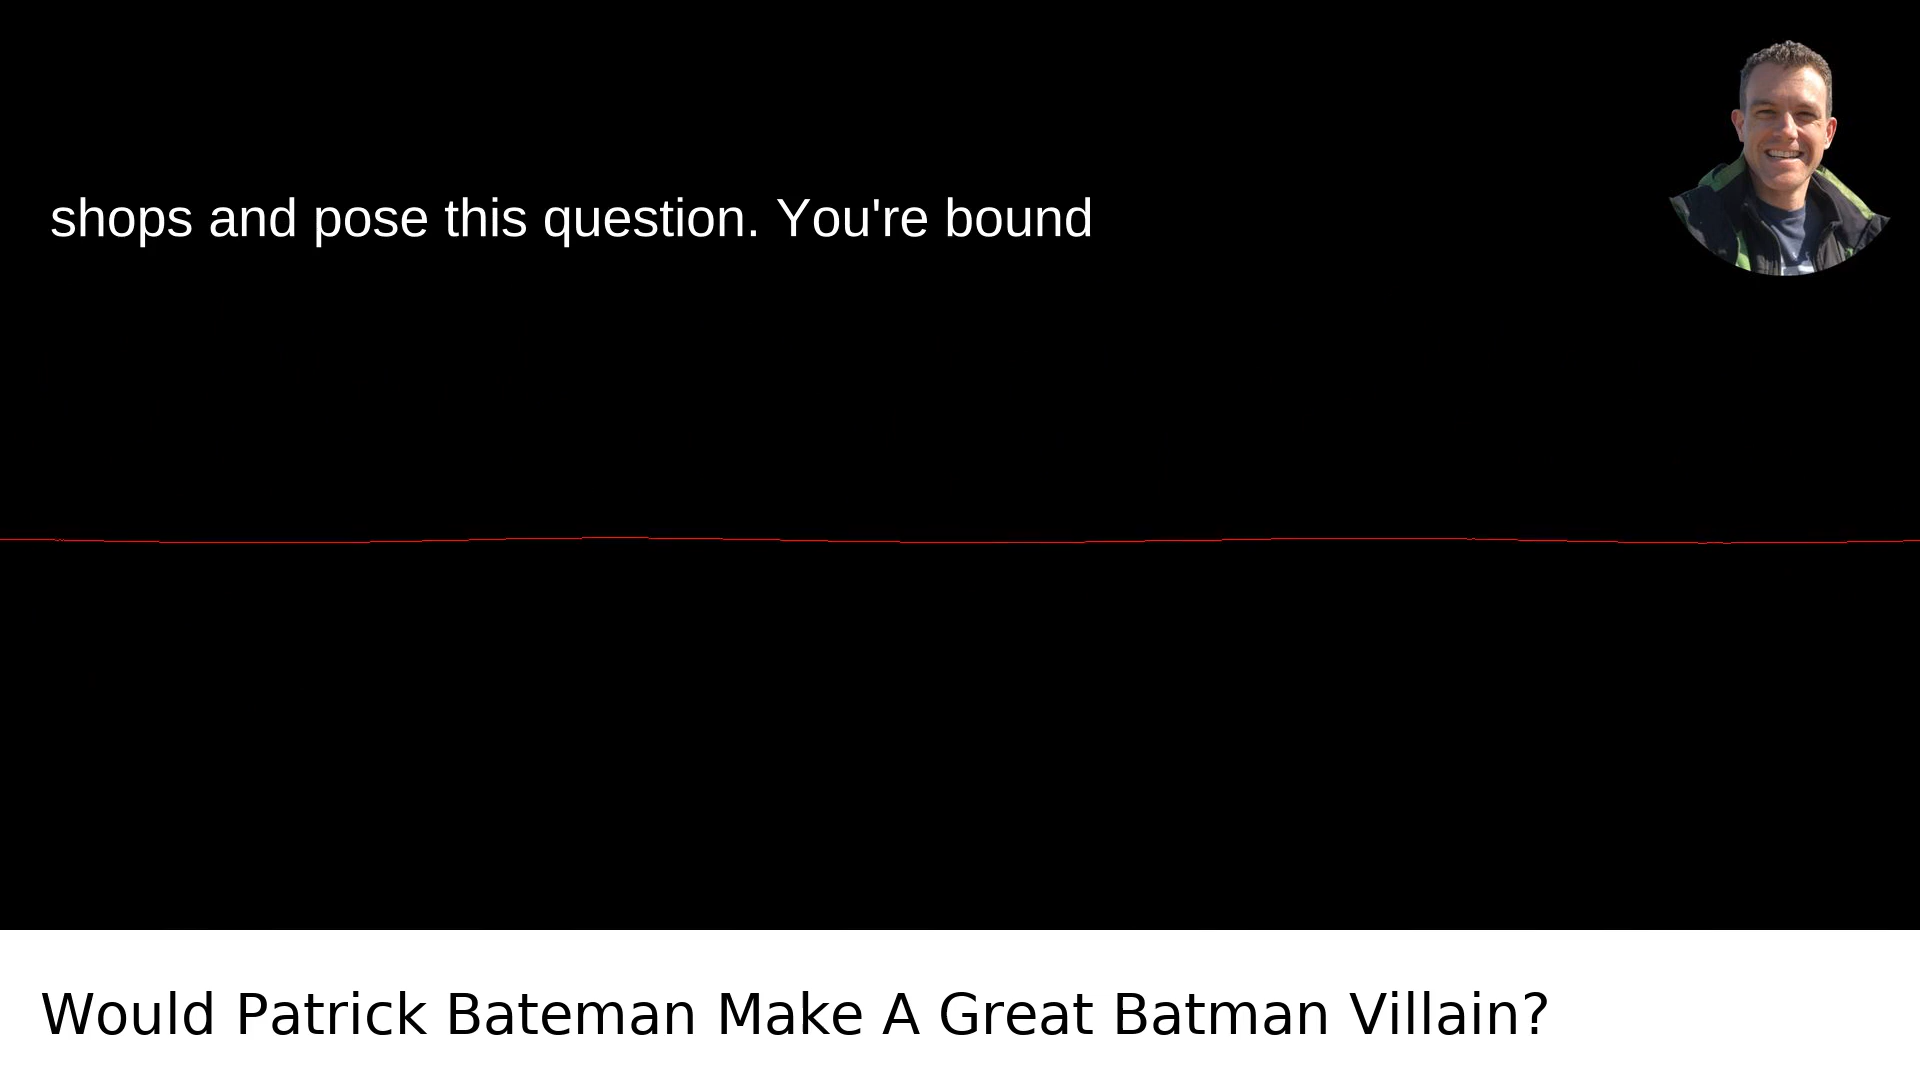 shops and pose this question. You're bound
Would Patrick Bateman Make A Great Batman Villain?